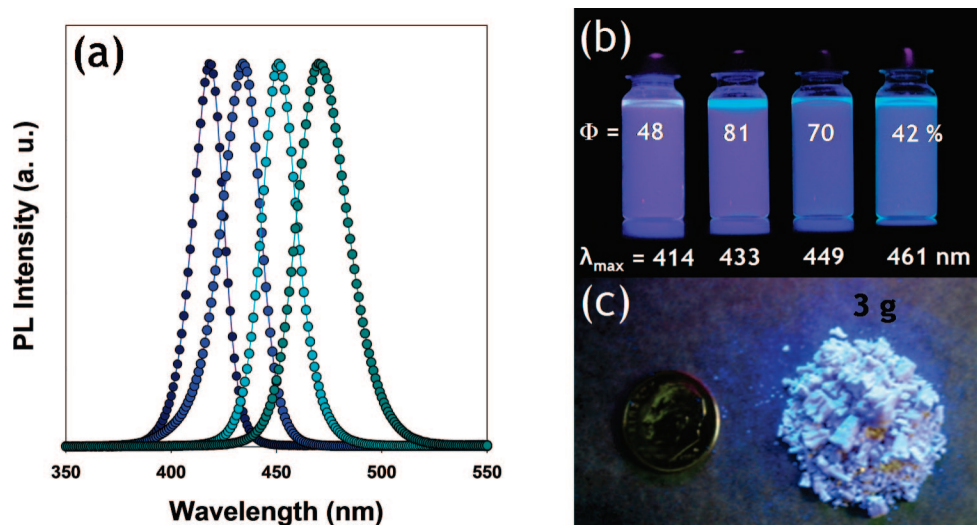 (a)
PL Intensity (a. u.)
350 400 450 500 550
Wavelength (nm)
(b)
Φ = 48 81 70 42 %
λmax = 414 433 449 461 nm
(c)
3 g